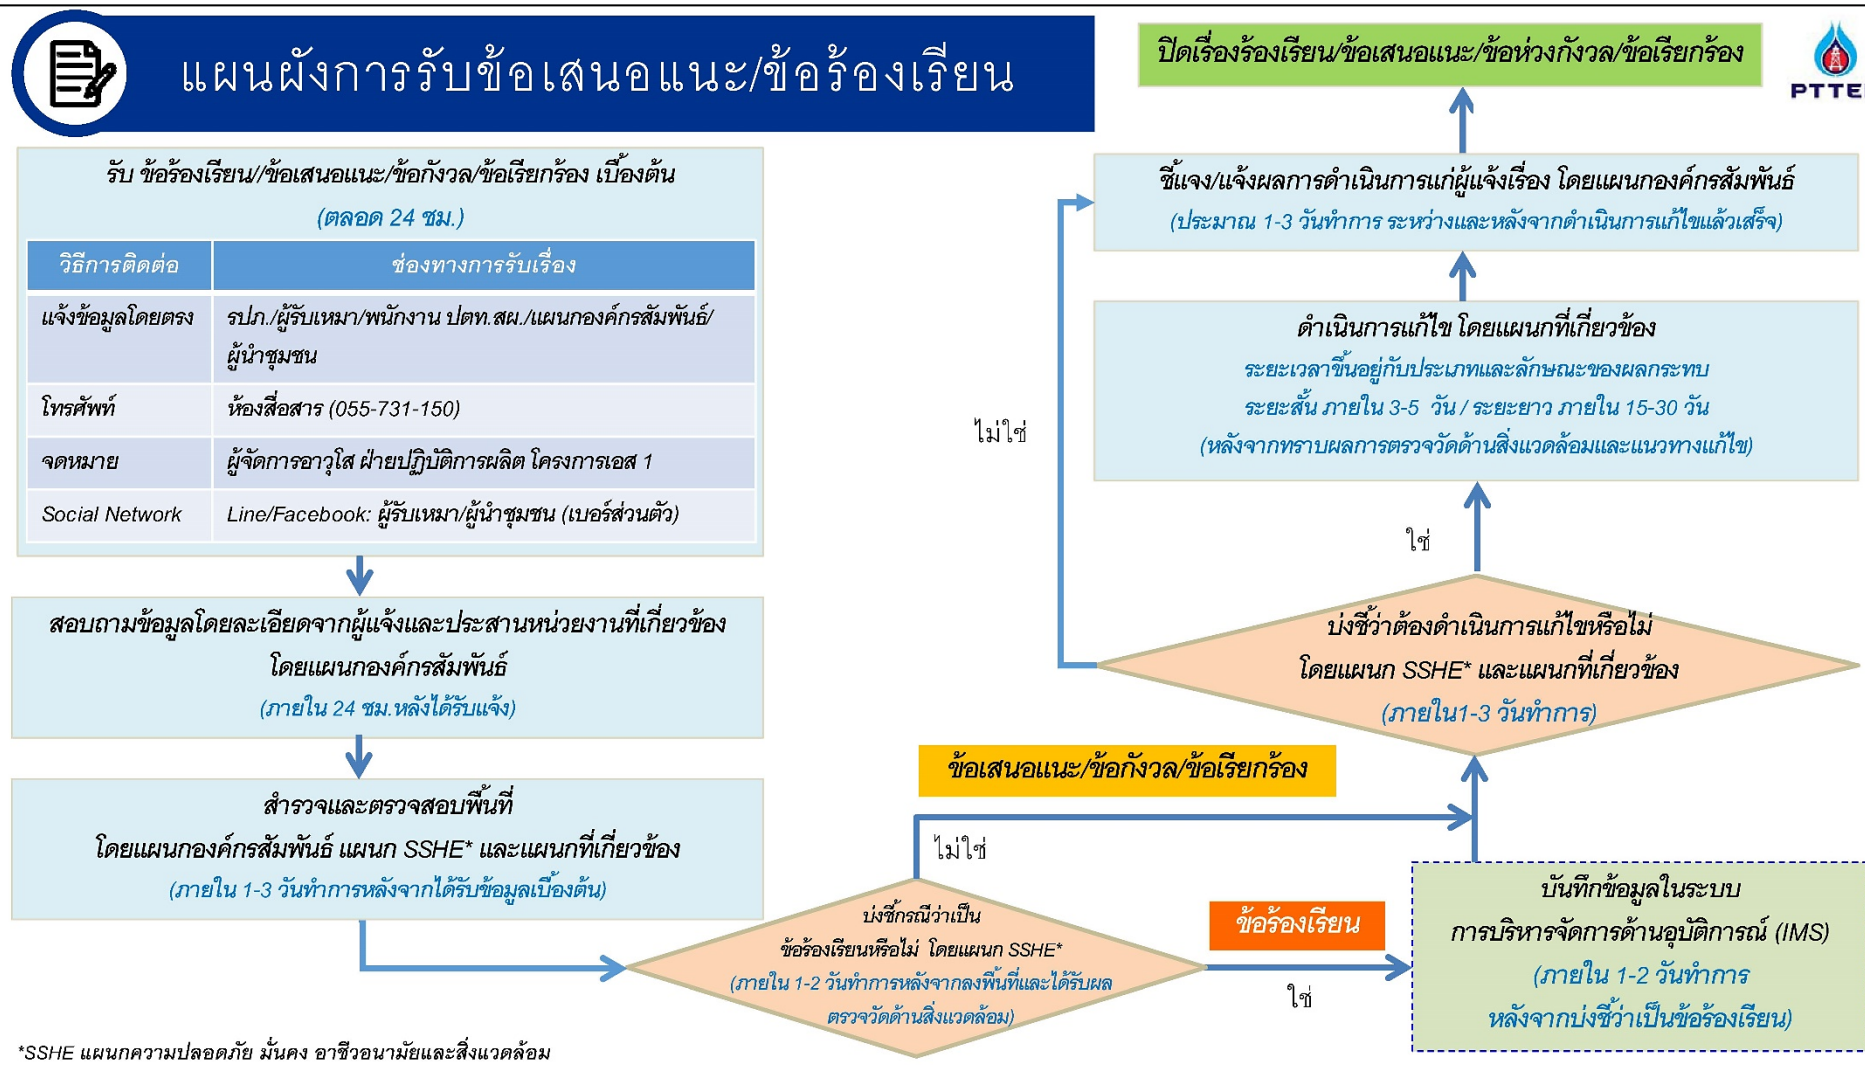 แผนผังการรับข้อเสนอแนะ/ข้อร้องเรียน
รับ ข้อร้องเรียน//ข้อเสนอแนะ/ข้อกังวล/ข้อเรียกร้อง เบื้องต้น
(ตลอด 24 ชม.)
วิธีการติดต่อ ช่องทางการรับเรื่อง
แจ้งข้อมูลโดยตรง รปภ./ผู้รับเหมา/พนักงาน ปตท.สผ./แผนกองค์กรสัมพันธ์/
ผู้นำชุมชน
โทรศัพท์ ห้องสื่อสาร (055-731-150)
จดหมาย ผู้จัดการอาวุโส ฝ่ายปฏิบัติการผลิต โครงการเอส 1
Social Network Line/Facebook: ผู้รับเหมา/ผู้นำชุมชน (เบอร์ส่วนตัว)
สอบถามข้อมูลโดยละเอียดจากผู้แจ้งและประสานหน่วยงานที่เกี่ยวข้อง
โดยแผนกองค์กรสัมพันธ์
(ภายใน 24 ชม.หลังได้รับแจ้ง)
สำรวจและตรวจสอบพื้นที่
โดยแผนกองค์กรสัมพันธ์ แผนก SSHE* และแผนกที่เกี่ยวข้อง
(ภายใน 1-3 วันทำการหลังจากได้รับข้อมูลเบื้องต้น)
บ่งชี้กรณีว่าเป็น
ข้อร้องเรียนหรือไม่ โดยแผนก SSHE*
(ภายใน 1-2 วันทำการหลังจากลงพื้นที่และได้รับผล
ตรวจวัดด้านสิ่งแวดล้อม)
ไม่ใช่
ข้อเสนอแนะ/ข้อกังวล/ข้อเรียกร้อง
ข้อร้องเรียน
ใช่
บันทึกข้อมูลในระบบ
การบริหารจัดการด้านอุบัติการณ์ (IMS)
(ภายใน 1-2 วันทำการ
หลังจากบ่งชี้ว่าเป็นข้อร้องเรียน)
บ่งชี้ว่าต้องดำเนินการแก้ไขหรือไม่
โดยแผนก SSHE* และแผนกที่เกี่ยวข้อง
(ภายใน1-3 วันทำการ)
ไม่ใช่
ใช่
ดำเนินการแก้ไข โดยแผนกที่เกี่ยวข้อง
ระยะเวลาขึ้นอยู่กับประเภทและลักษณะของผลกระทบ
ระยะสั้น ภายใน 3-5 วัน / ระยะยาว ภายใน 15-30 วัน
(หลังจากทราบผลการตรวจวัดด้านสิ่งแวดล้อมและแนวทางแก้ไข)
ชี้แจง/แจ้งผลการดำเนินการแก่ผู้แจ้งเรื่อง โดยแผนกองค์กรสัมพันธ์
(ประมาณ 1-3 วันทำการ ระหว่างและหลังจากดำเนินการแก้ไขแล้วเสร็จ)
ปิดเรื่องร้องเรียน/ข้อเสนอแนะ/ข้อห่วงกังวล/ข้อเรียกร้อง
PTTE
*SSHE แผนกความปลอดภัย มั่นคง อาชีวอนามัยและสิ่งแวดล้อม